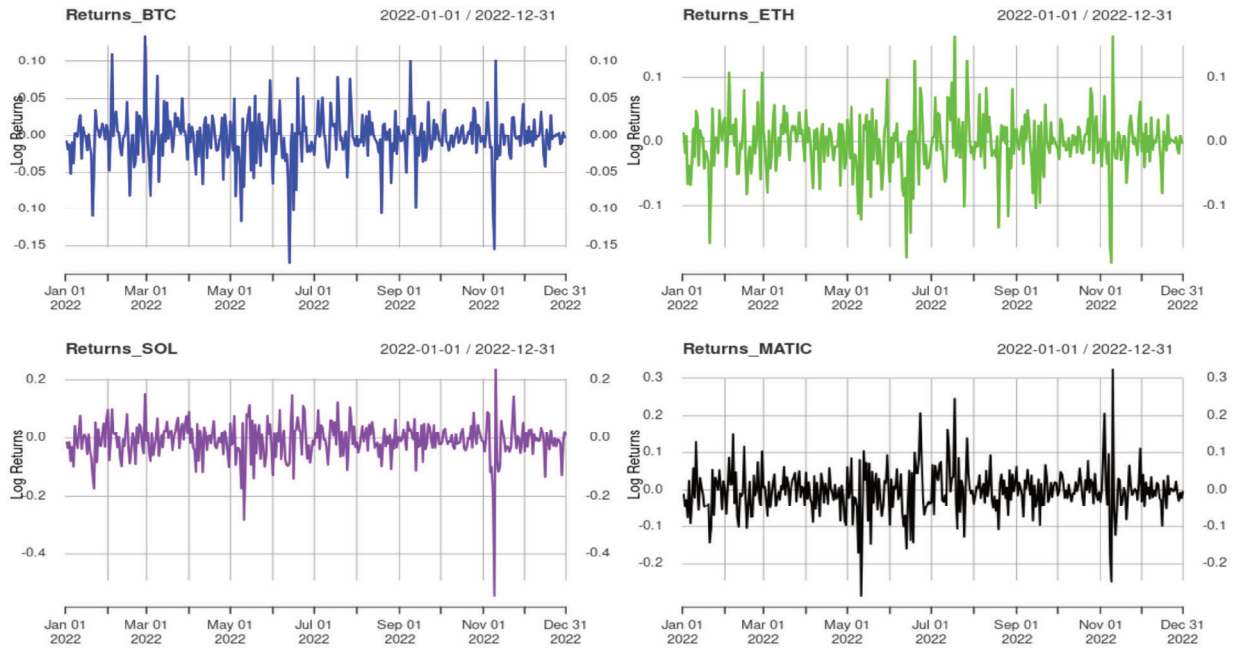 Returns_BTC 2022-01-01 / 2022-12-31
0.10 0.10
0.05 0.05
0.00 0.00
-0.05 -0.05
0.10 0.10
-0.15 -0.15
Log Returns
Jan 01 Mar 01 May 01 Jul 01 Sep 01 Nov 01 Dec 31
2022 2022 2022 2022 2022 2022 2022
Returns_ETH 2022-01-01 / 2022-12-31
0.1 0.1
0.0 0.0
-0.1 -0.1
Log Returns
Jan 01 Mar 01 May 01 Jul 01 Sep 01 Nov 01 Dec 31
2022 2022 2022 2022 2022 2022 2022
Returns_SOL 2022-01-01 / 2022-12-31
0.2 0.2
0.0 0.0
-0.2 -0.2
-0.4 -0.4
Log Returns
Jan 01 Mar 01 May 01 Jul 01 Sep 01 Nov 01 Dec 31
2022 2022 2022 2022 2022 2022 2022
Returns_MATIC 2022-01-01 / 2022-12-31
0.3 0.3
0.2 0.2
0.1 0.1
0.0 0.0
-0.1 -0.1
-0.2 -0.2
Log Returns
Jan 01 Mar 01 May 01 Jul 01 Sep 01 Nov 01 Dec 31
2022 2022 2022 2022 2022 2022 2022